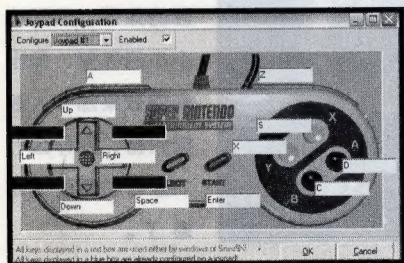 Joypad Configuration
Configure Joypad #1 Enabled
A Z
Up
SUPER NINTENDO
S
X
X
A
Left Right
D
Y
C
B
START
Down Space Enter
All keys displayed in a red box are used either by windows or
All keys displayed in a blue box are already configured on a joypad!
OK Cancel